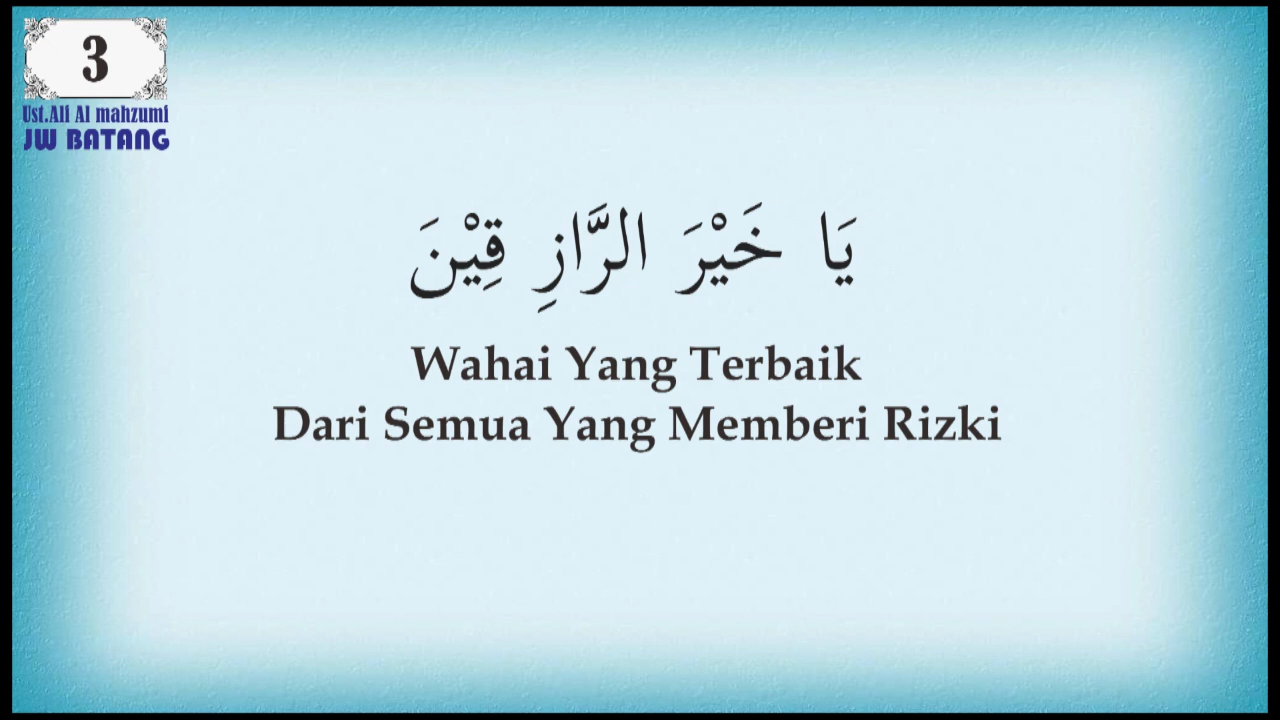 3
Ust.Ali Al mahzumi
JW BATANG
يَا خَيْرَ الرَّازِ قِيْنَ
Wahai Yang Terbaik
Dari Semua Yang Memberi Rizki